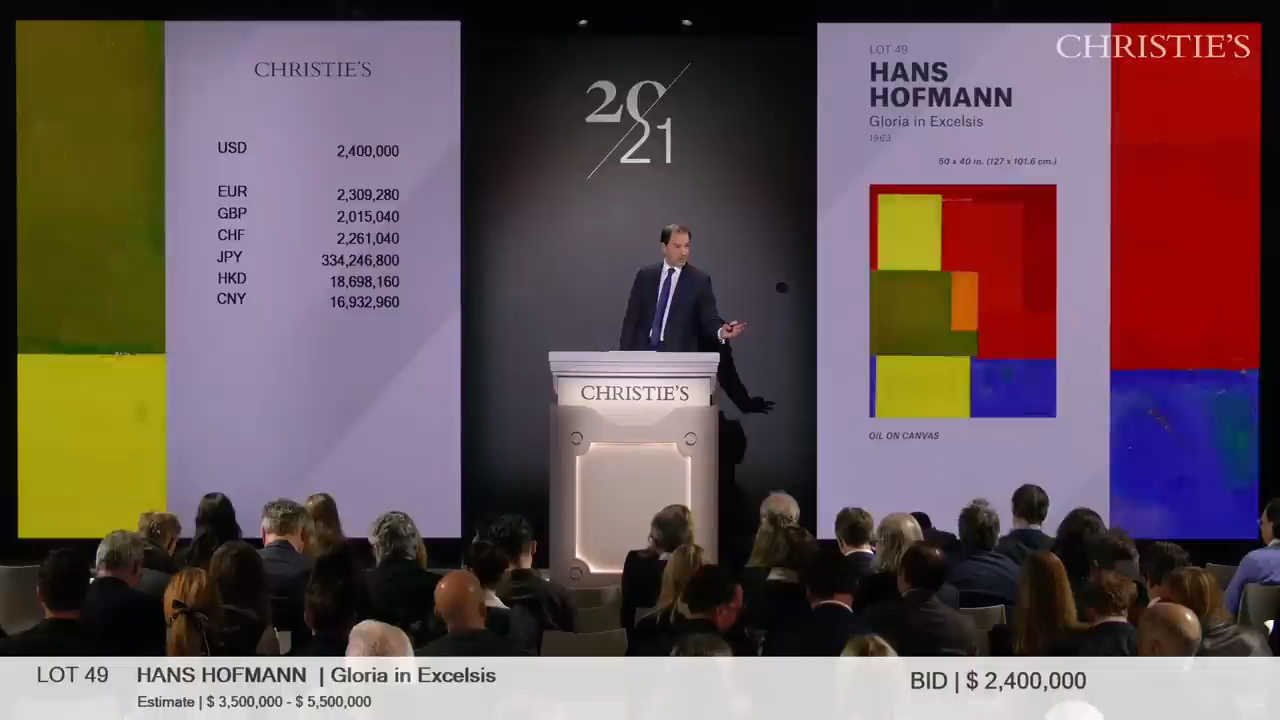 CHRISTIE'S
USD 2,400,000
EUR 2,309,280
GBP 2,015,040
CHF 2,261,040
JPY 334,246,800
HKD 18,698,160
CNY 16,932,960
20/21
CHRISTIE'S
CHRISTIE'S
LOT 49
HANS
HOFMANN
Gloria in Excelsis
1963
50 x 40 in. (127 x 101.6 cm.)
OIL ON CANVAS
LOT 49 HANS HOFMANN | Gloria in Excelsis
Estimate | $ 3,500,000 - $ 5,500,000
BID | $ 2,400,000